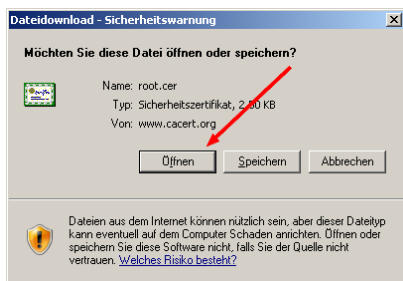 Dateidownload - Sicherheitswarnung
Möchten Sie diese Datei öffnen oder speichern?
Name: root.cer
Typ: Sicherheitszertifikat, 2,50 KB
Von: www.cacert.org
Öffnen Speichern Abbrechen
Dateien aus dem Internet können nützlich sein, aber dieser Dateityp
kann eventuell auf dem Computer Schaden anrichten. Öffnen oder
speichern Sie diese Software nicht, falls Sie der Quelle nicht
vertrauen. Welches Risiko besteht?